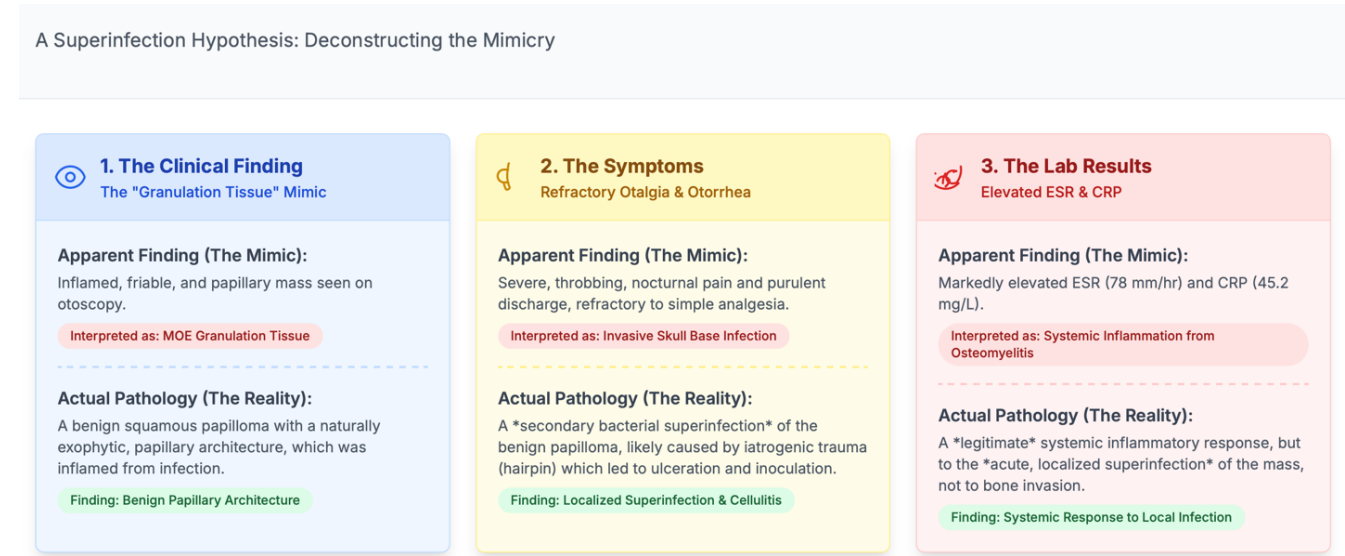 A Superinfection Hypothesis: Deconstructing the Mimicry
1. The Clinical Finding
The "Granulation Tissue" Mimic
Apparent Finding (The Mimic):
Inflamed, friable, and papillary mass seen on
otoscopy.
Interpreted as: MOE Granulation Tissue
Actual Pathology (The Reality):
A benign squamous papilloma with a naturally
exophytic, papillary architecture, which was
inflamed from infection.
Finding: Benign Papillary Architecture
2. The Symptoms
Refractory Otalgia & Otorrhea
Apparent Finding (The Mimic):
Severe, throbbing, nocturnal pain and purulent
discharge, refractory to simple analgesia.
Interpreted as: Invasive Skull Base Infection
Actual Pathology (The Reality):
A *secondary bacterial superinfection* of the
benign papilloma, likely caused by iatrogenic trauma
(hairpin) which led to ulceration and inoculation.
Finding: Localized Superinfection & Cellulitis
3. The Lab Results
Elevated ESR & CRP
Apparent Finding (The Mimic):
Markedly elevated ESR (78 mm/hr) and CRP (45.2
mg/L).
Interpreted as: Systemic Inflammation from
Osteomyelitis
Actual Pathology (The Reality):
A *legitimate* systemic inflammatory response, but
to the *acute, localized superinfection* of the mass,
not to bone invasion.
Finding: Systemic Response to Local Infection